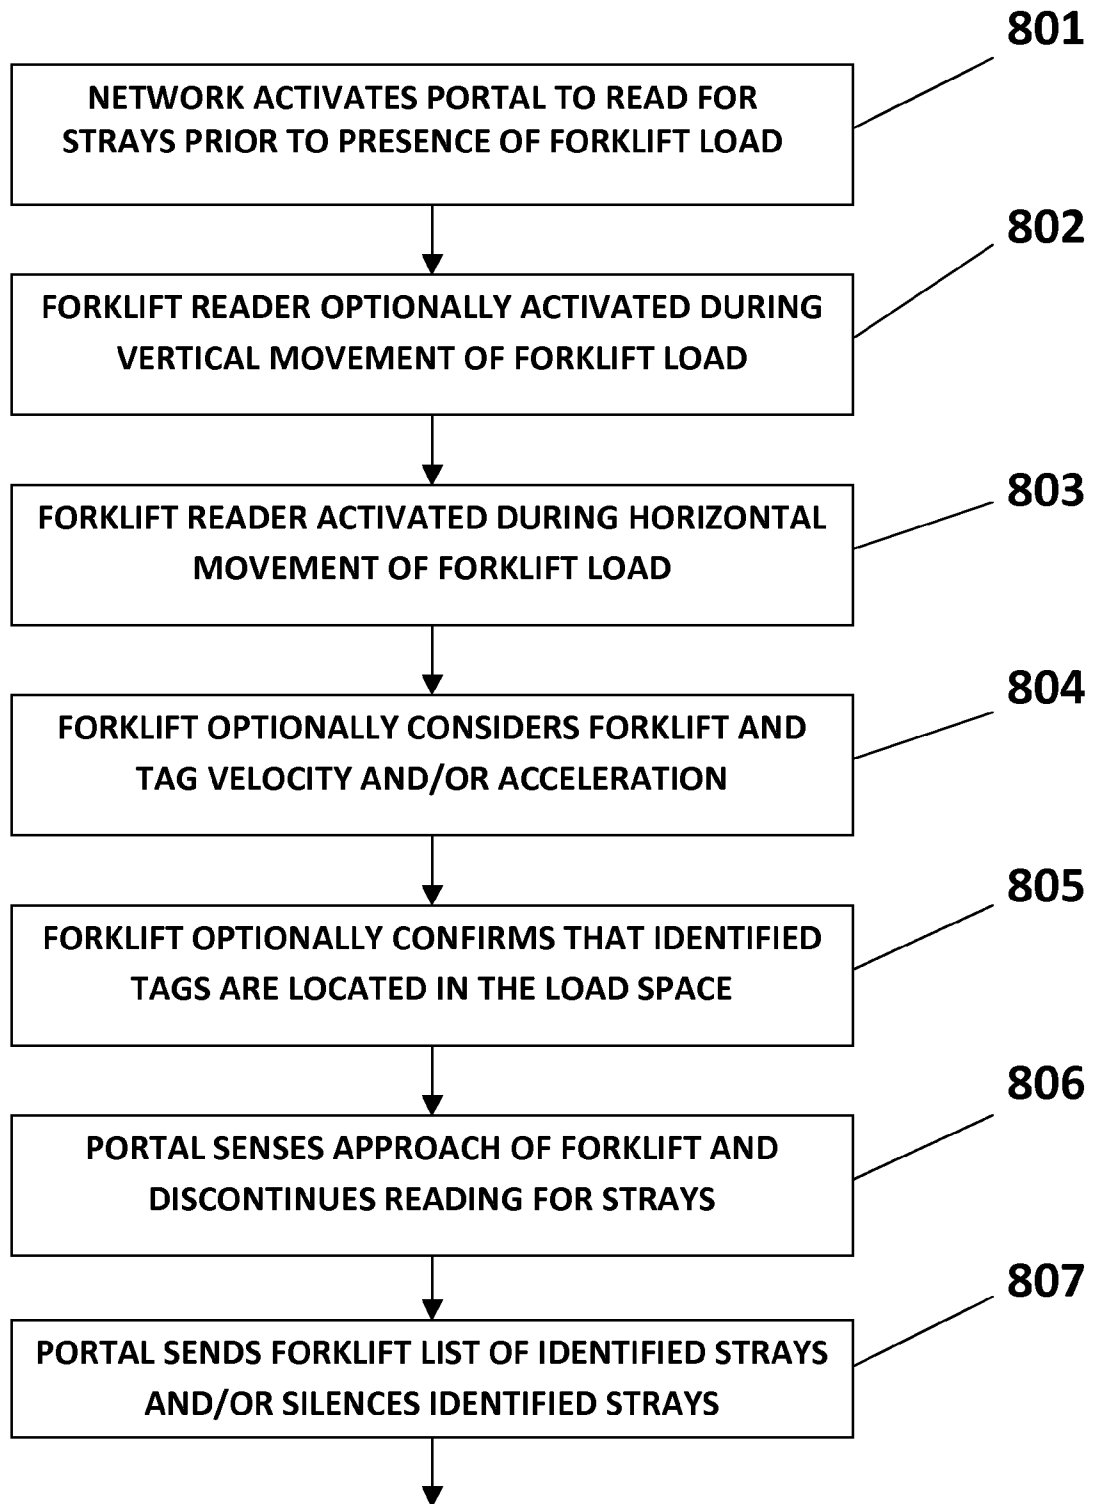 801
NETWORK ACTIVATES PORTAL TO READ FOR
STRAYS PRIOR TO PRESENCE OF FORKLIFT LOAD
802
FORKLIFT READER OPTIONALLY ACTIVATED DURING
VERTICAL MOVEMENT OF FORKLIFT LOAD
803
FORKLIFT READER ACTIVATED DURING HORIZONTAL
MOVEMENT OF FORKLIFT LOAD
804
FORKLIFT OPTIONALLY CONSIDERS FORKLIFT AND
TAG VELOCITY AND/OR ACCELERATION
805
FORKLIFT OPTIONALLY CONFIRMS THAT IDENTIFIED
TAGS ARE LOCATED IN THE LOAD SPACE
806
PORTAL SENSES APPROACH OF FORKLIFT AND
DISCONTINUES READING FOR STRAYS
807
PORTAL SENDS FORKLIFT LIST OF IDENTIFIED STRAYS
AND/OR SILENCES IDENTIFIED STRAYS